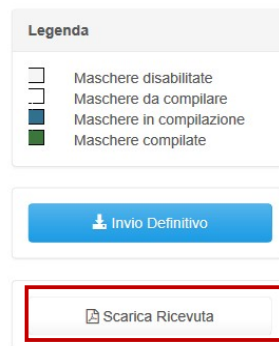 Legenda
Maschere disabilitate
Maschere da compilare
Maschere in compilazione
Maschere compilate
Invio Definitivo
Scarica Ricevuta